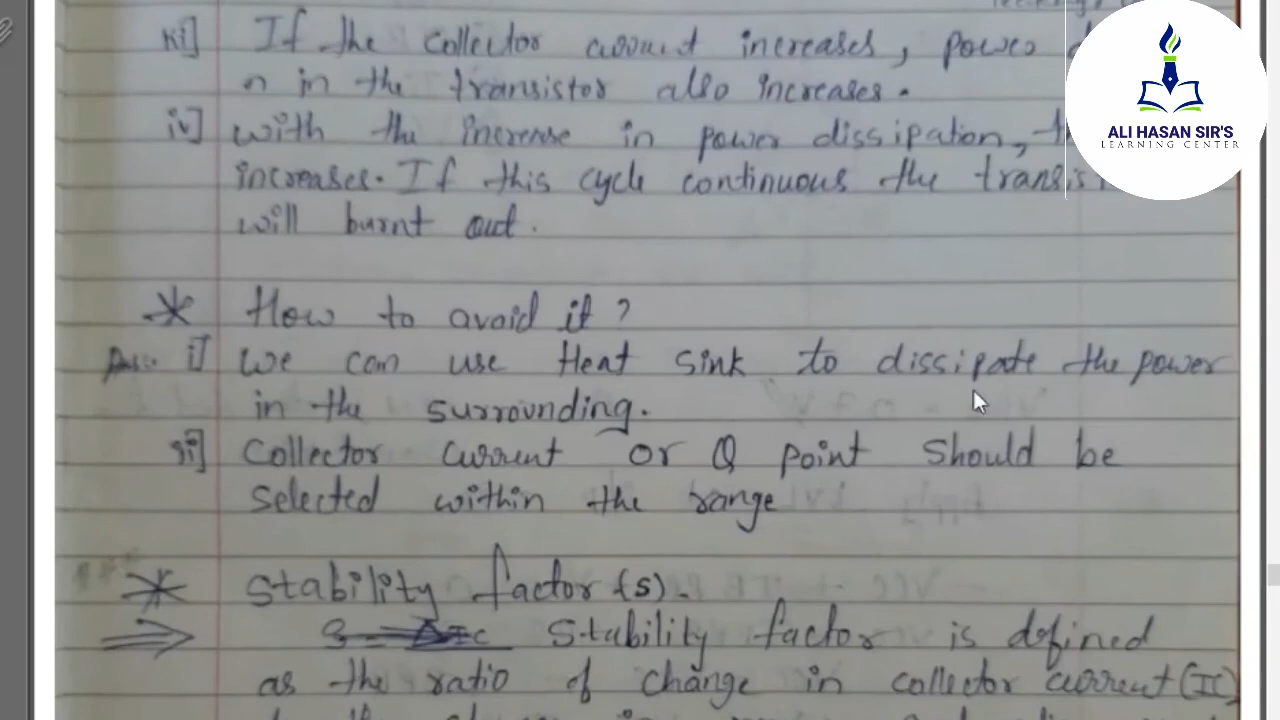 iii] If the collector current increases, power
n in the transistor also increases.
iv] with the increase in power dissipation,
increases. If this cycle continuous the transist
will burnt out.
* How to avoid it?
i] we can use Heat sink to dissipate the power
in the surrounding.
ii] Collector current or Q point should be
selected within the range
* Stability factor (s).
⇒ Stability factor is defined
as the ratio of change in collector current (IC)
ALI HASAN SIR'S
LEARNING CENTER